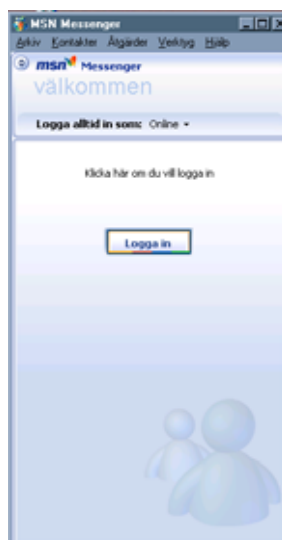 MSN Messenger
Arkiv Kontakter Åtgärder Verktyg Hjälp
msn Messenger
välkommen
Logga alltid in som: Online
Klicka här om du vill logga in
Logga in